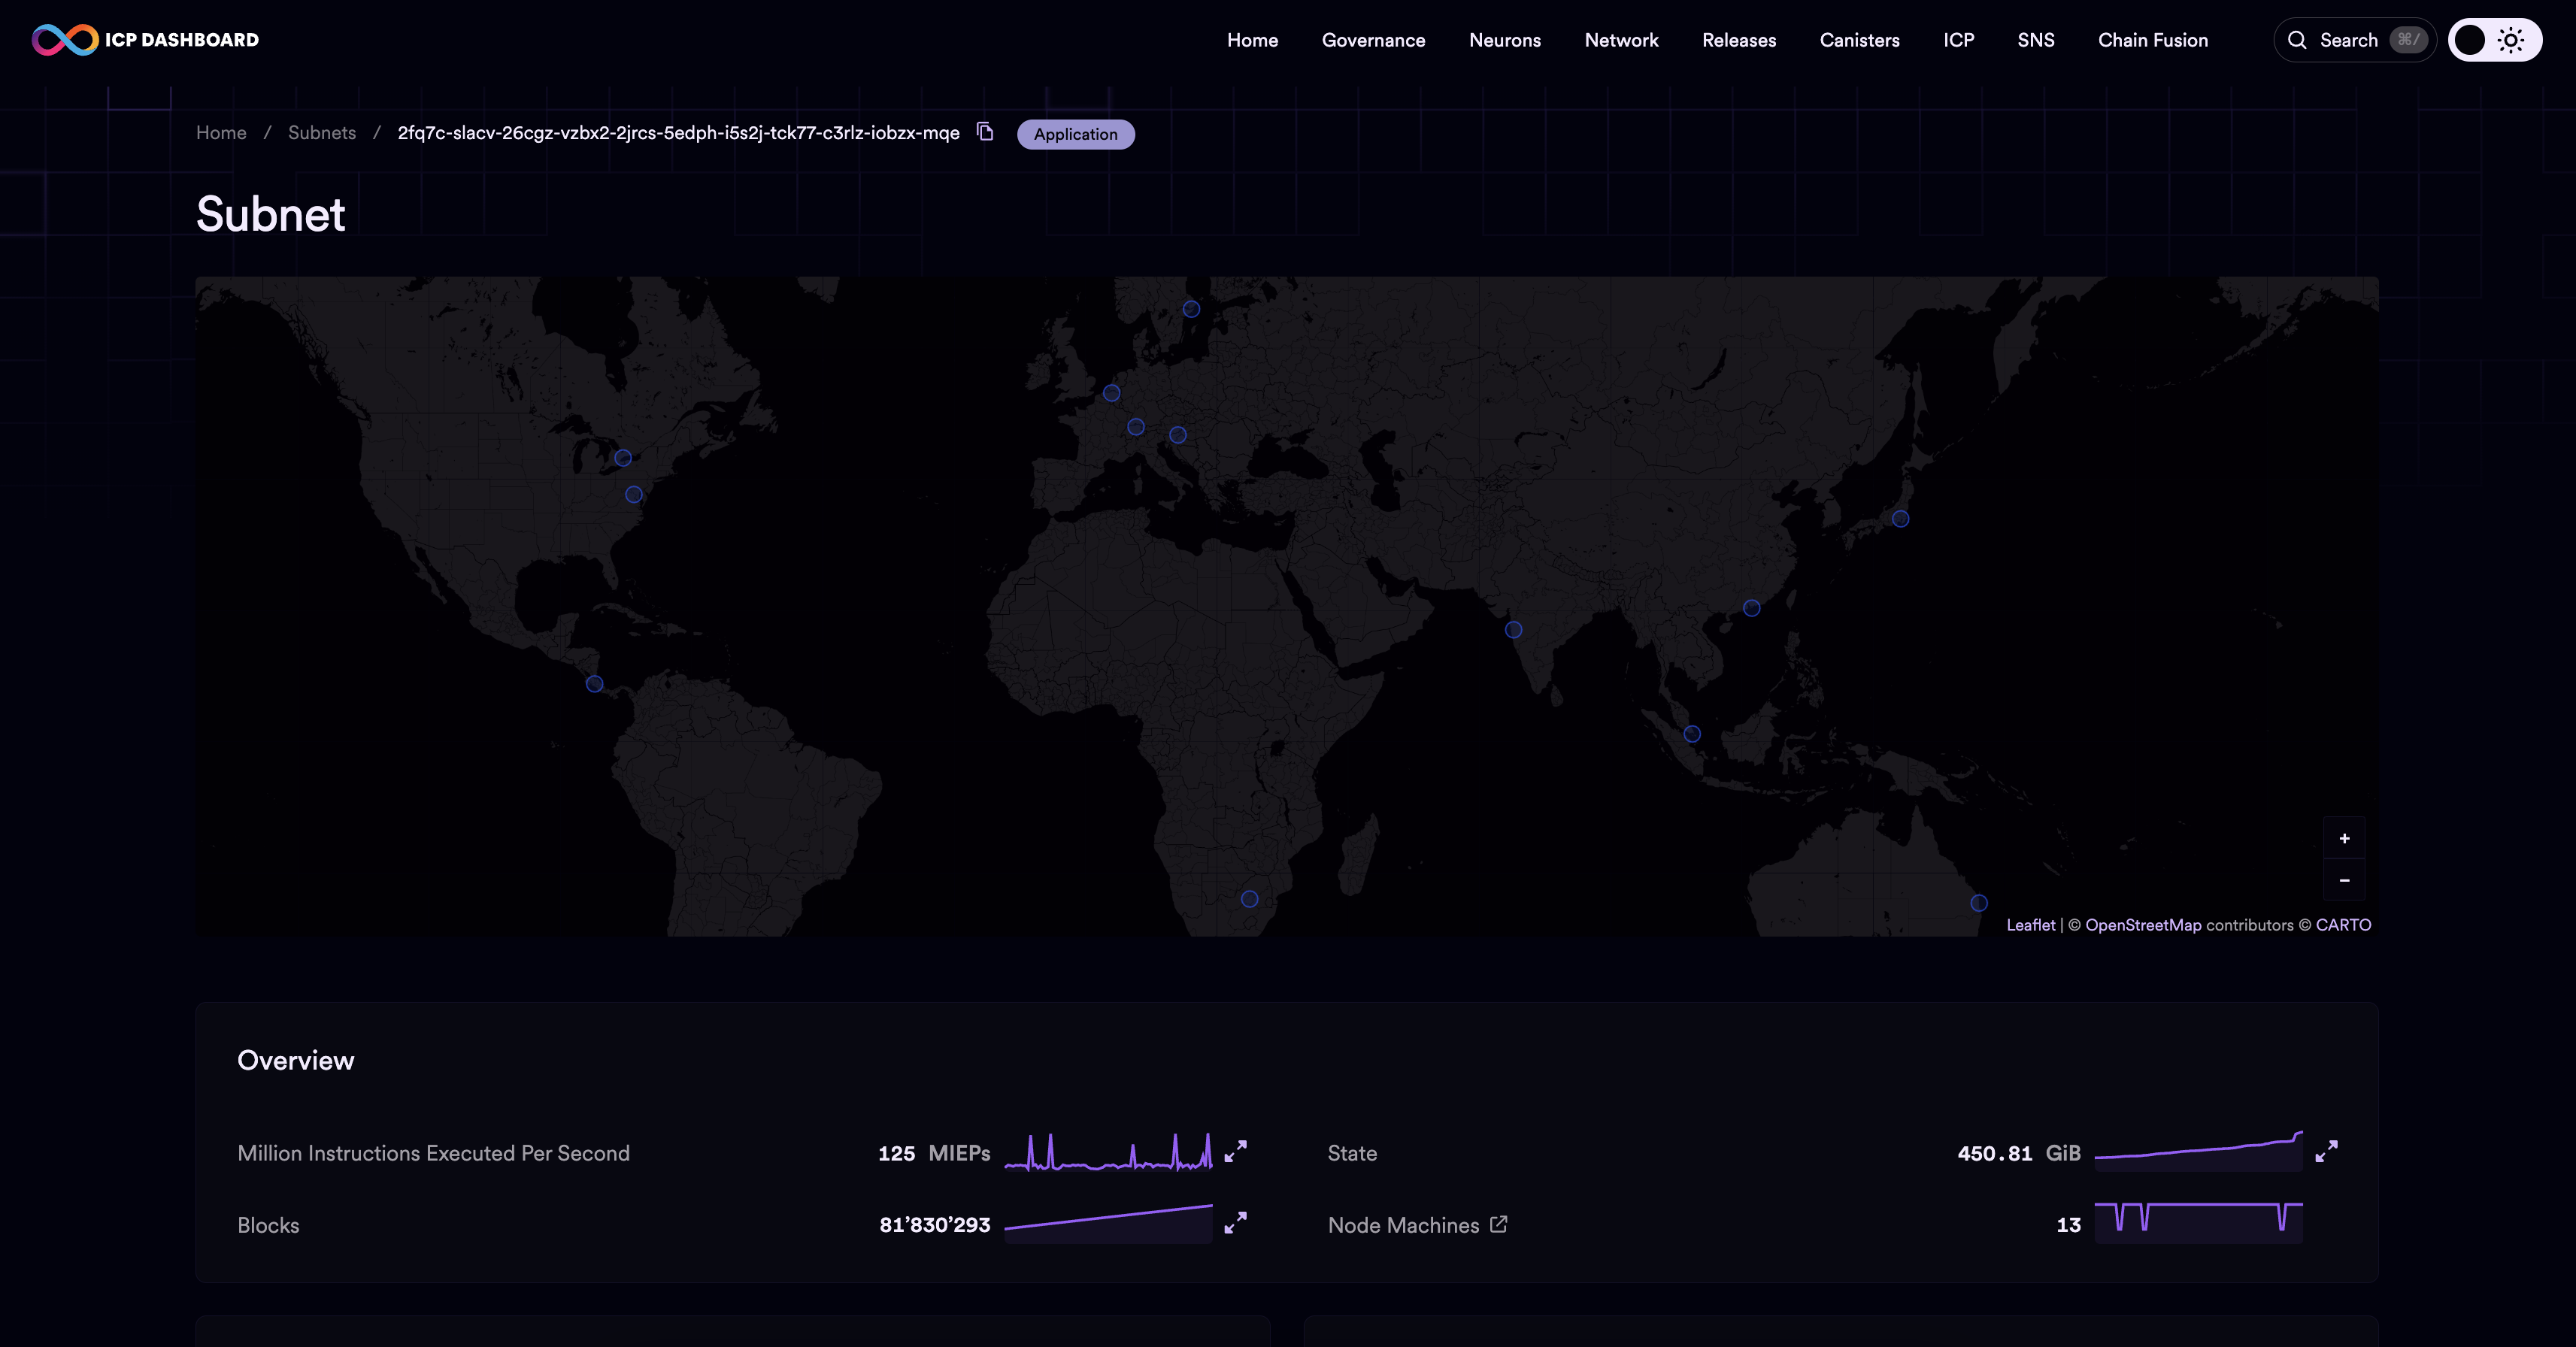 ICP DASHBOARD
Home Governance Neurons Network Releases Canisters ICP SNS Chain Fusion Search ⌘/
Home / Subnets / 2fq7c-slacv-26cgz-vzbx2-2jrcs-5edph-i5s2j-tck77-c3rlz-iobzx-mqe Application
Subnet
+
−
Leaflet | © OpenStreetMap contributors © CARTO
Overview
Million Instructions Executed Per Second 125 MIEPs State 450.81 GiB
Blocks 81’830’293 Node Machines 13